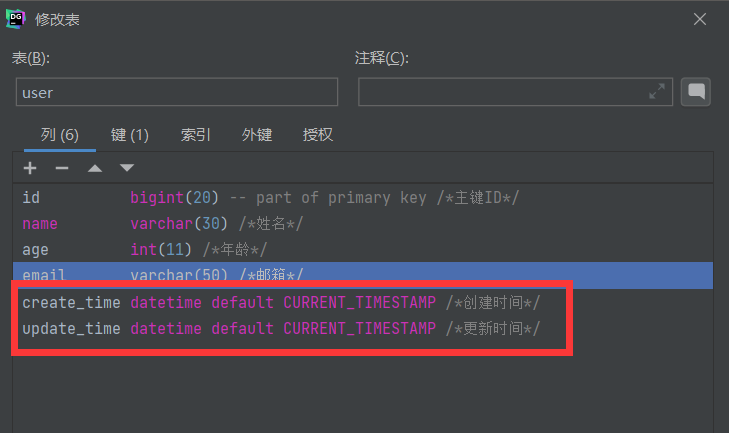 DG
修改表
表(B):
注释(C):
user
列 (6) 键 (1) 索引 外键 授权
id bigint(20) -- part of primary key /*主键ID*/
name varchar(30) /*姓名*/
age int(11) /*年龄*/
email varchar(50) /*邮箱*/
create_time datetime default CURRENT_TIMESTAMP /*创建时间*/
update_time datetime default CURRENT_TIMESTAMP /*更新时间*/